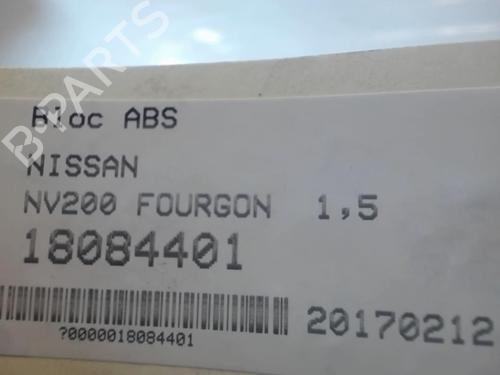 B-PARTS
Bloc ABS
NISSAN
NV200 FOURGON 1,5
18084401
20170212
?0000018084401